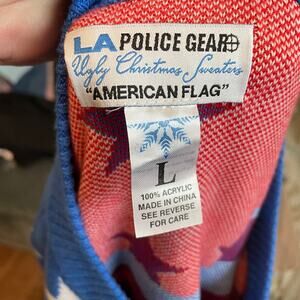 LA POLICE GEAR
Ugly Christmas Sweaters
"AMERICAN FLAG"
L
100% ACRYLIC
MADE IN CHINA
SEE REVERSE
FOR CARE